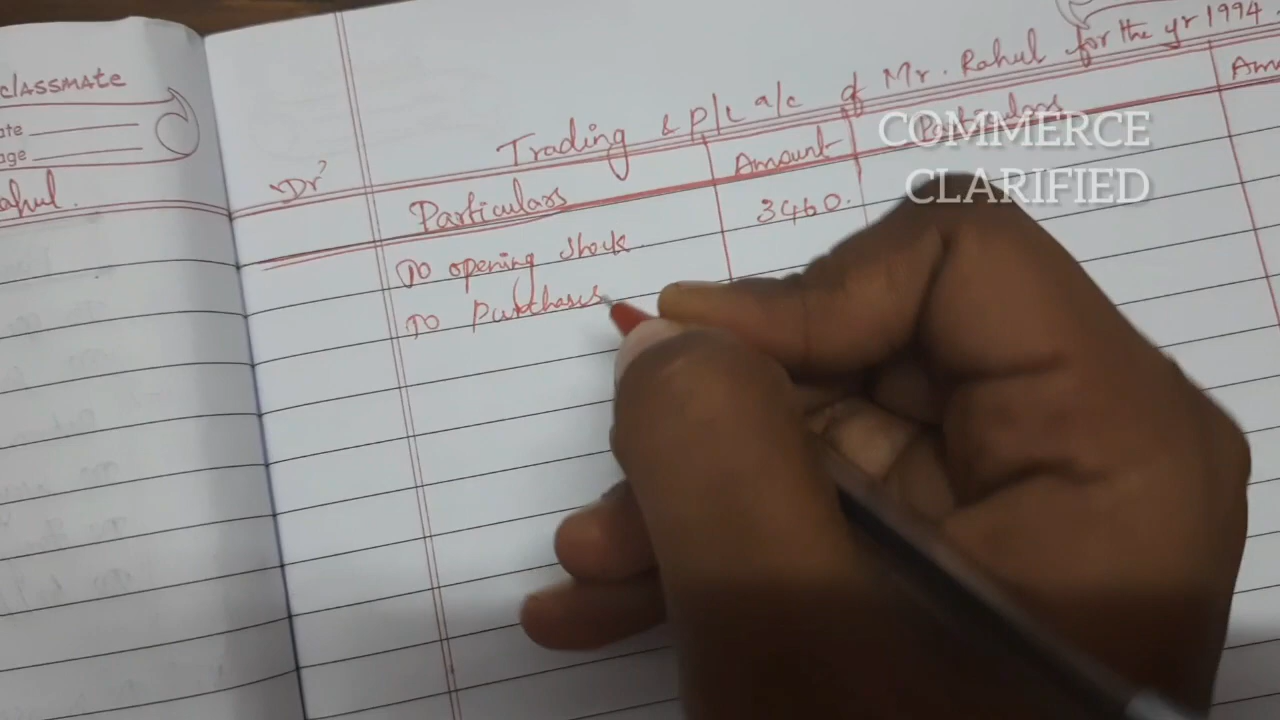 classmate
ate
age
ahul.
Trading & P/L a/c of Mr. Rahul for the yr 1994
Dr
Particulars Amount Particulars Amo
To opening stock 3460.
To Purchases
COMMERCE
CLARIFIED